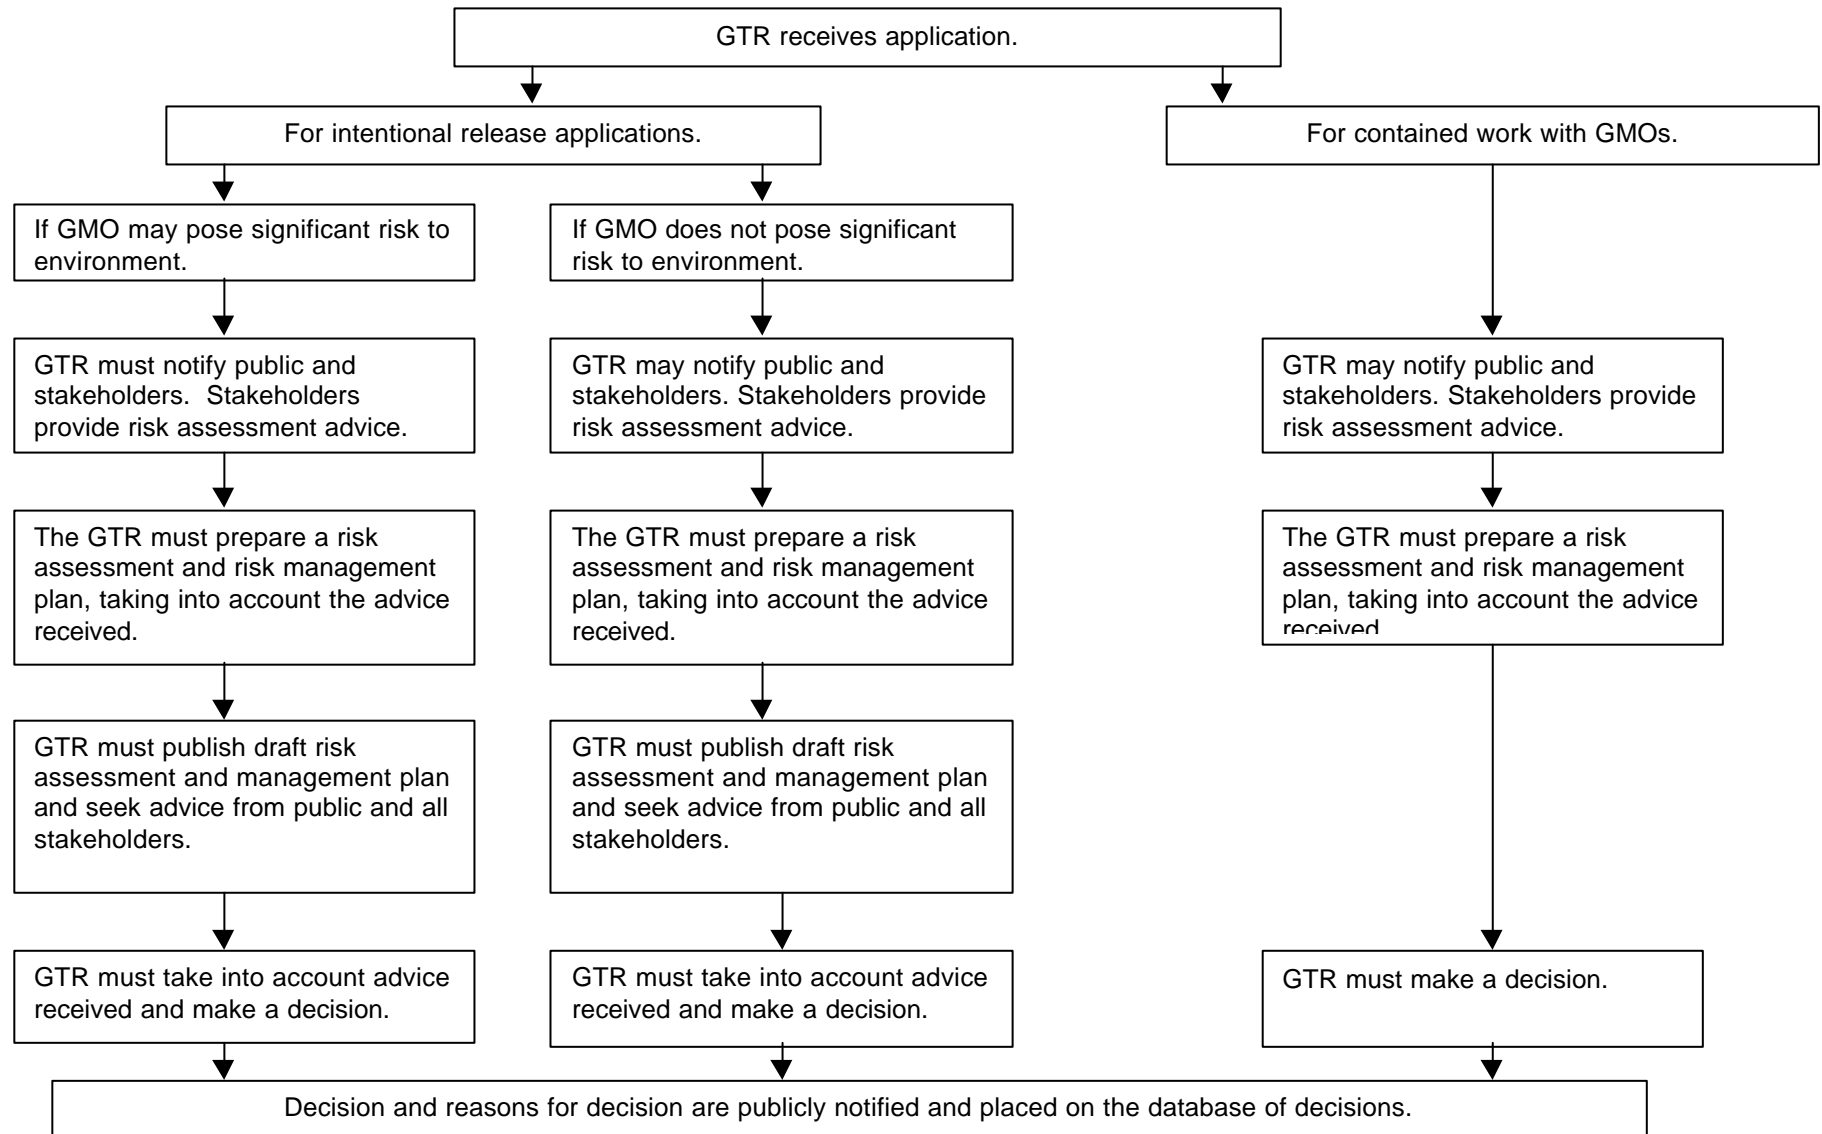 GTR receives application.
For intentional release applications.
For contained work with GMOs.
If GMO may pose significant risk to
environment.
If GMO does not pose significant
risk to environment.
GTR must notify public and
stakeholders.  Stakeholders
provide risk assessment advice.
GTR may notify public and
stakeholders. Stakeholders provide
risk assessment advice.
GTR may notify public and
stakeholders. Stakeholders provide
risk assessment advice.
The GTR must prepare a risk
assessment and risk management
plan, taking into account the advice
received.
The GTR must prepare a risk
assessment and risk management
plan, taking into account the advice
received.
The GTR must prepare a risk
assessment and risk management
plan, taking into account the advice
received
GTR must publish draft risk
assessment and management plan
and seek advice from public and all
stakeholders.
GTR must publish draft risk
assessment and management plan
and seek advice from public and all
stakeholders.
GTR must take into account advice
received and make a decision.
GTR must take into account advice
received and make a decision.
GTR must make a decision.
Decision and reasons for decision are publicly notified and placed on the database of decisions.